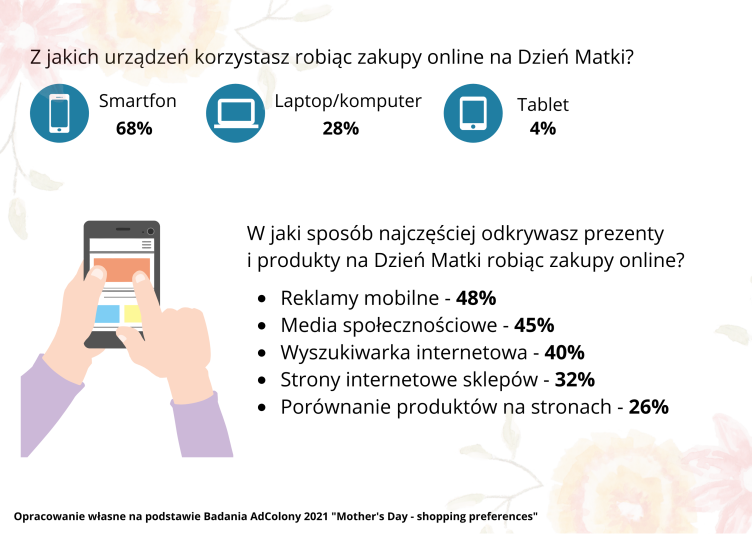 Z jakich urządzeń korzystasz robiąc zakupy online na Dzień Matki?
Smartfon
68%
Laptop/komputer
28%
Tablet
4%
W jaki sposób najczęściej odkrywasz prezenty
i produkty na Dzień Matki robiąc zakupy online?
• Reklamy mobilne - 48%
• Media społecznościowe - 45%
• Wyszukiwarka internetowa - 40%
• Strony internetowe sklepów - 32%
• Porównanie produktów na stronach - 26%
Opracowanie własne na podstawie Badania AdColony 2021 "Mother's Day - shopping preferences"